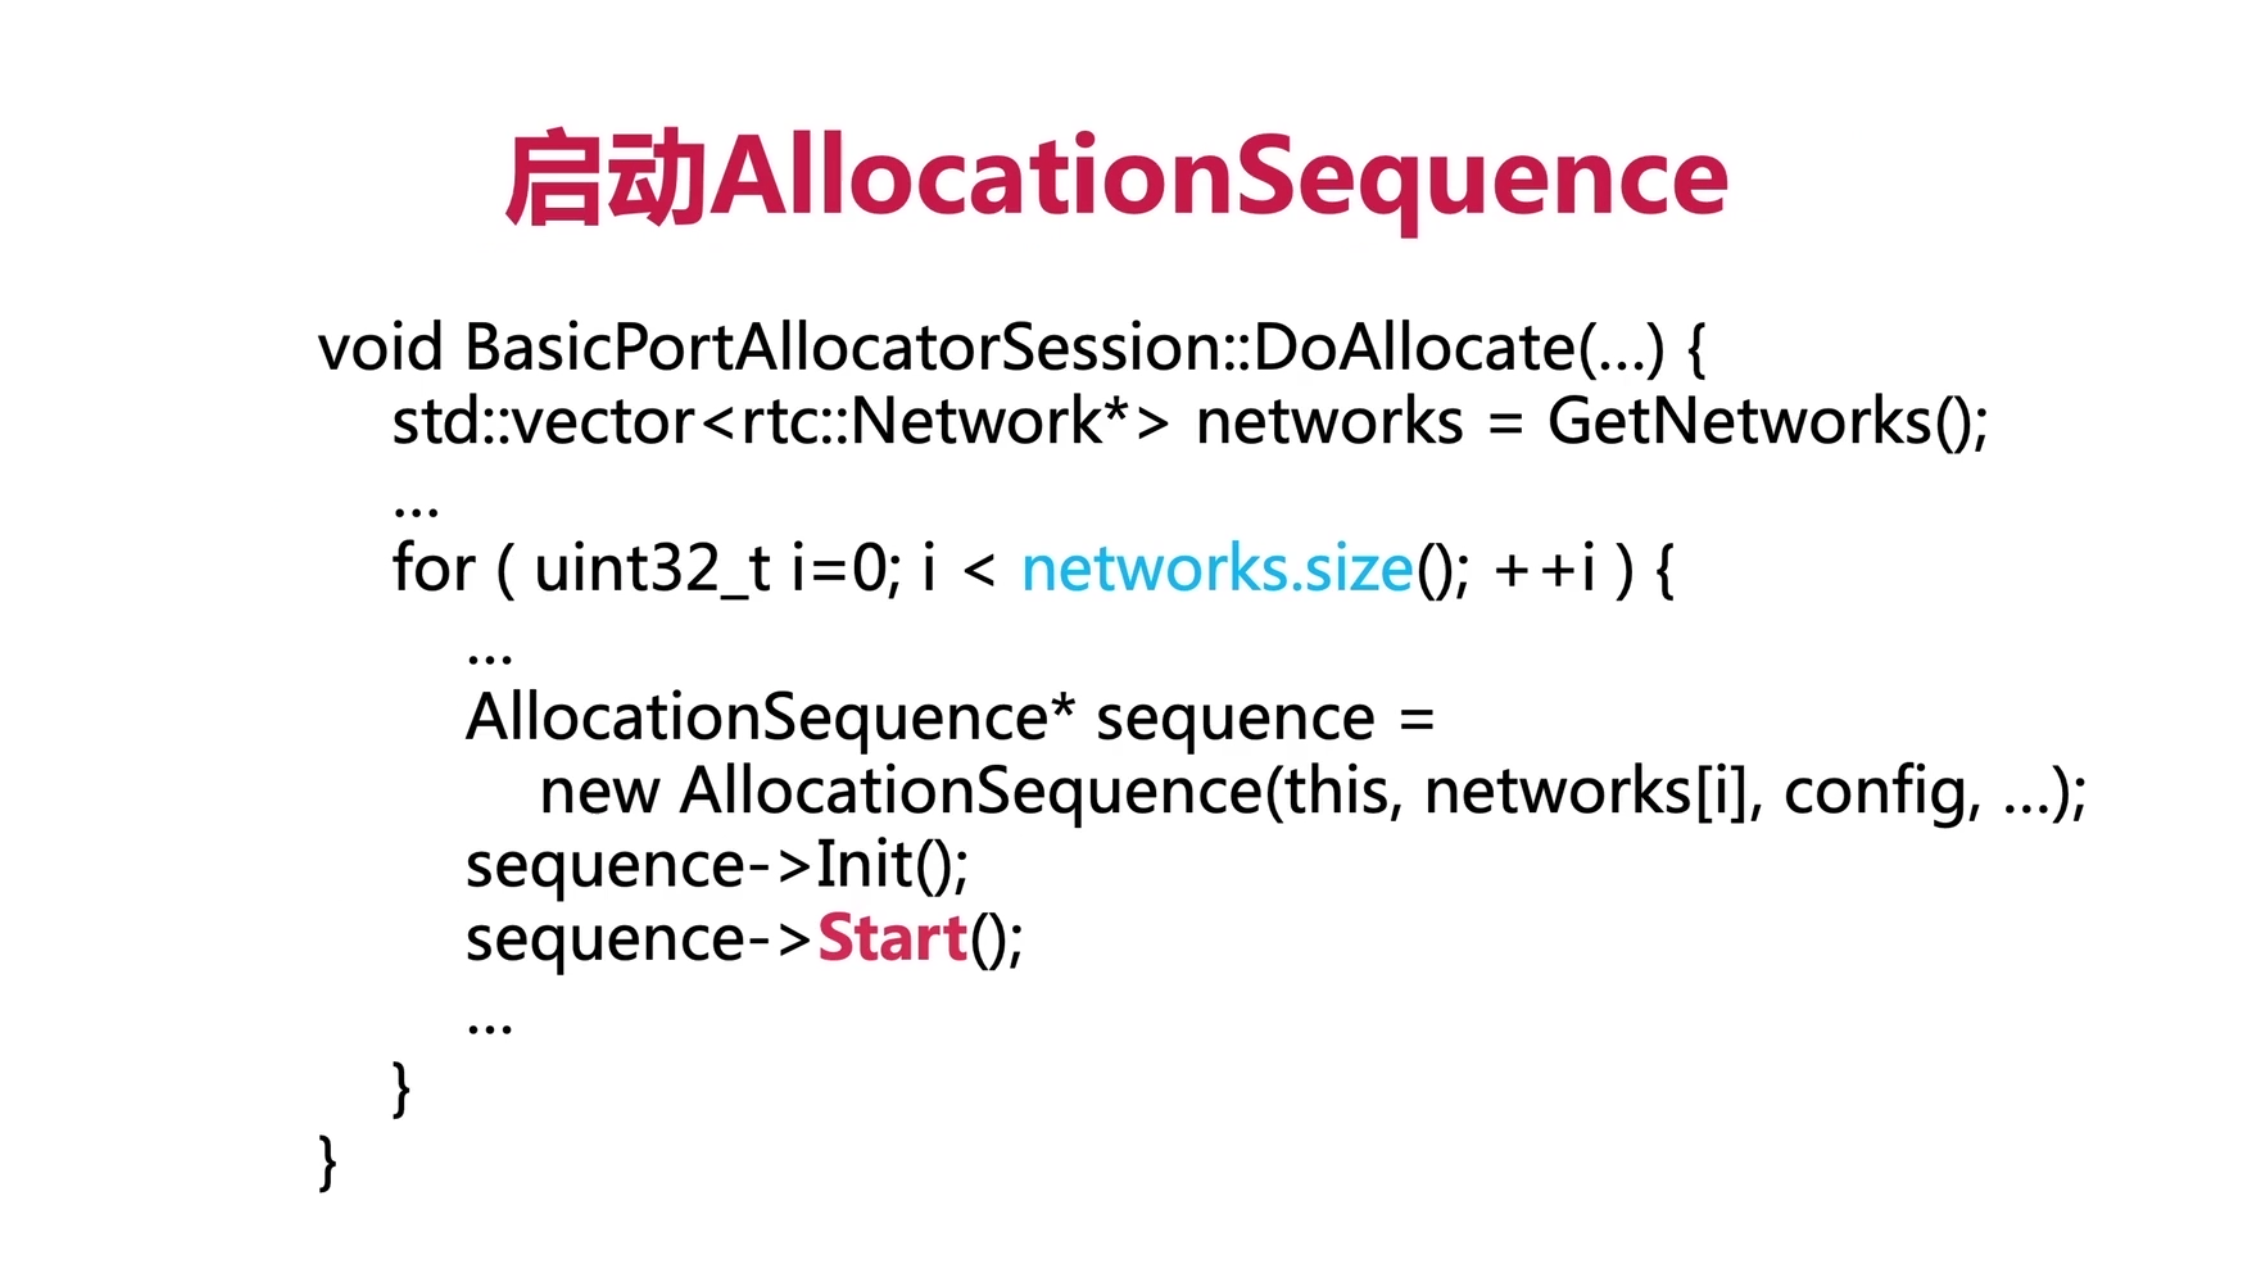 启动AllocationSequence
void BasicPortAllocatorSession::DoAllocate(...) {
std::vector<rtc::Network*> networks = GetNetworks();
...
for ( uint32_t i=0; i < networks.size(); ++i ) {
...
AllocationSequence* sequence =
new AllocationSequence(this, networks[i], config, ...);
sequence->Init();
sequence->Start();
...
}
}